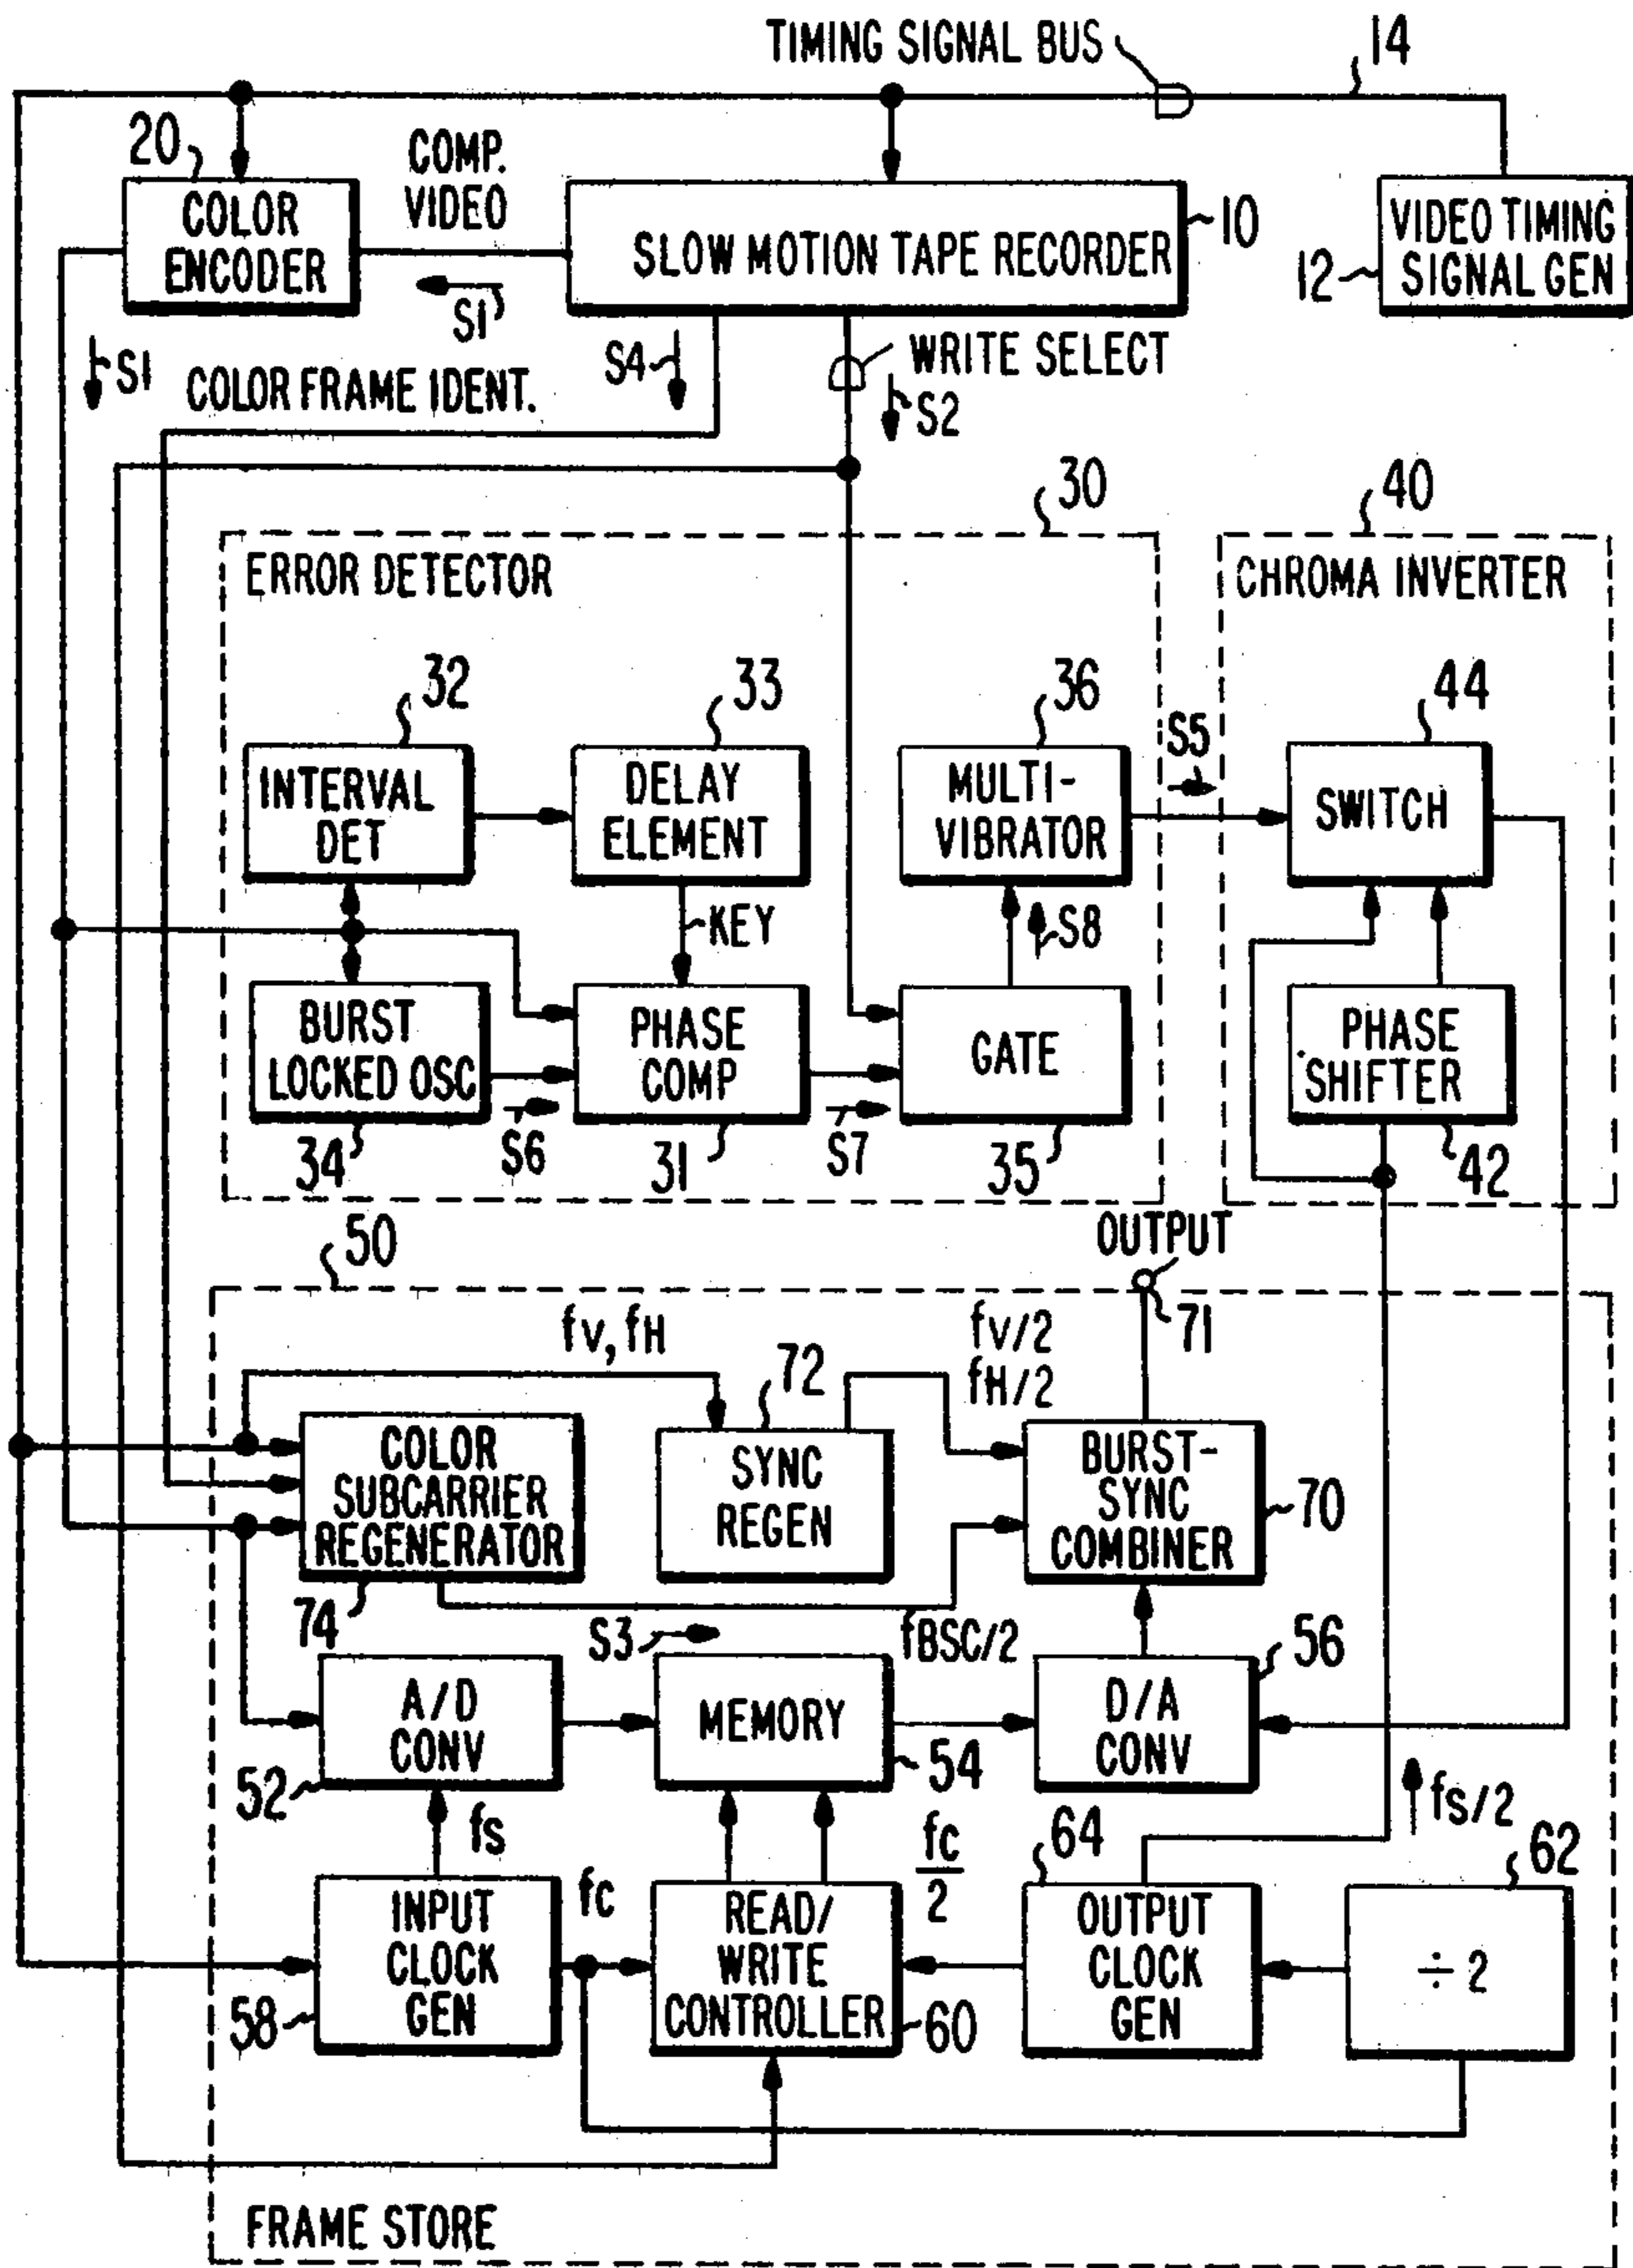 TIMING SIGNAL BUS
14
20
COMP.
VIDEO
COLOR
ENCODER
SLOW MOTION TAPE RECORDER
10
VIDEO TIMING
SIGNAL GEN
12
S1
S1
S4
WRITE SELECT
S2
COLOR FRAME IDENT.
30
40
ERROR DETECTOR
CHROMA INVERTER
32
33
36
44
S5
INTERVAL
DET
DELAY
ELEMENT
MULTI-
VIBRATOR
SWITCH
KEY
S8
BURST
LOCKED OSC
PHASE
COMP
GATE
PHASE
SHIFTER
34
S6
31
S7
35
42
50
OUTPUT
71
fV, fH
72
fV/2
fH/2
COLOR
SUBCARRIER
REGENERATOR
SYNC
REGEN
BURST-
SYNC
COMBINER
70
74
S3
fBSC/2
56
A/D
CONV
MEMORY
D/A
CONV
52
54
fS
fS/2
fC
fC
2
64
62
INPUT
CLOCK
GEN
READ/
WRITE
CONTROLLER
OUTPUT
CLOCK
GEN
÷ 2
58
60
FRAME STORE